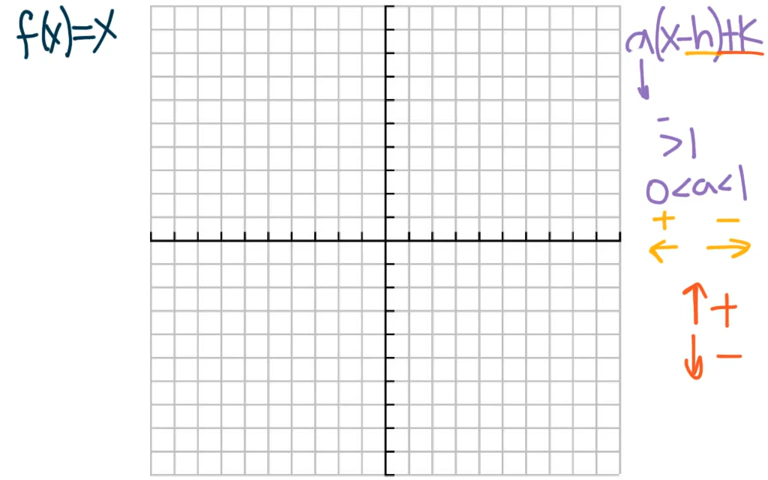 f(x)=x
a(x-h)+k
↓
-
>1
0<a<1
+ -
← →
↑ +
↓ -